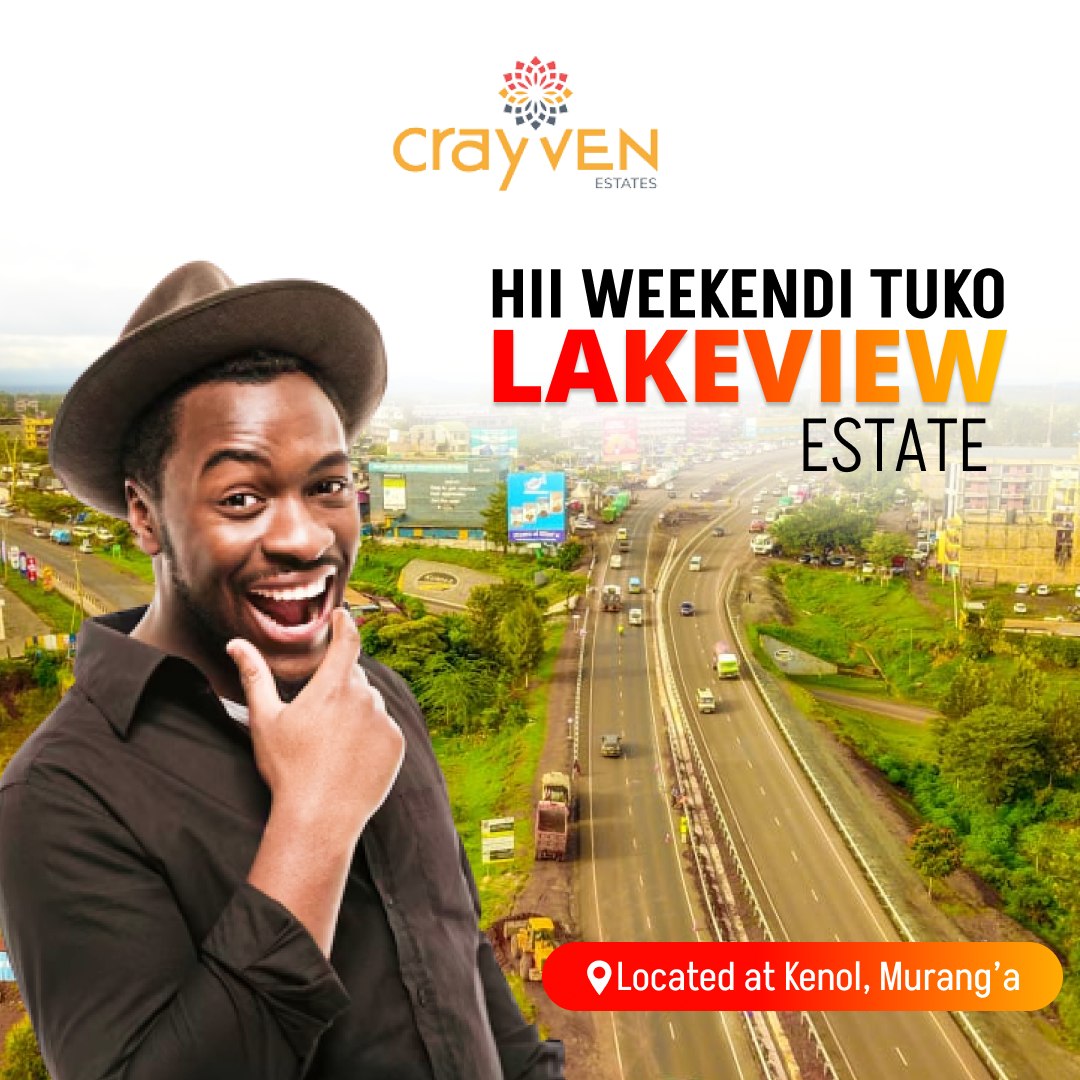 crayvEN
ESTATES
HII WEEKENDI TUKO
LAKEVIEW
ESTATE
Located at Kenol, Murang’a